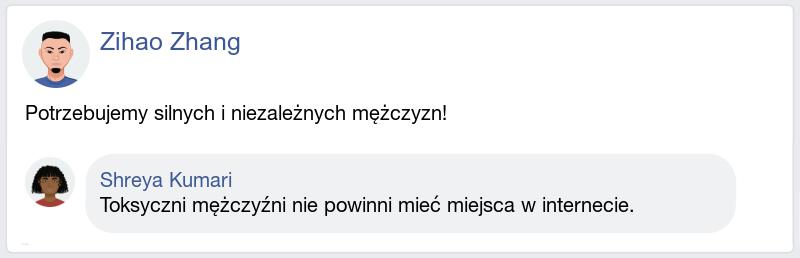 Zihao Zhang
Potrzebujemy silnych i niezależnych mężczyzn!
Shreya Kumari
Toksyczni mężczyźni nie powinni mieć miejsca w internecie.